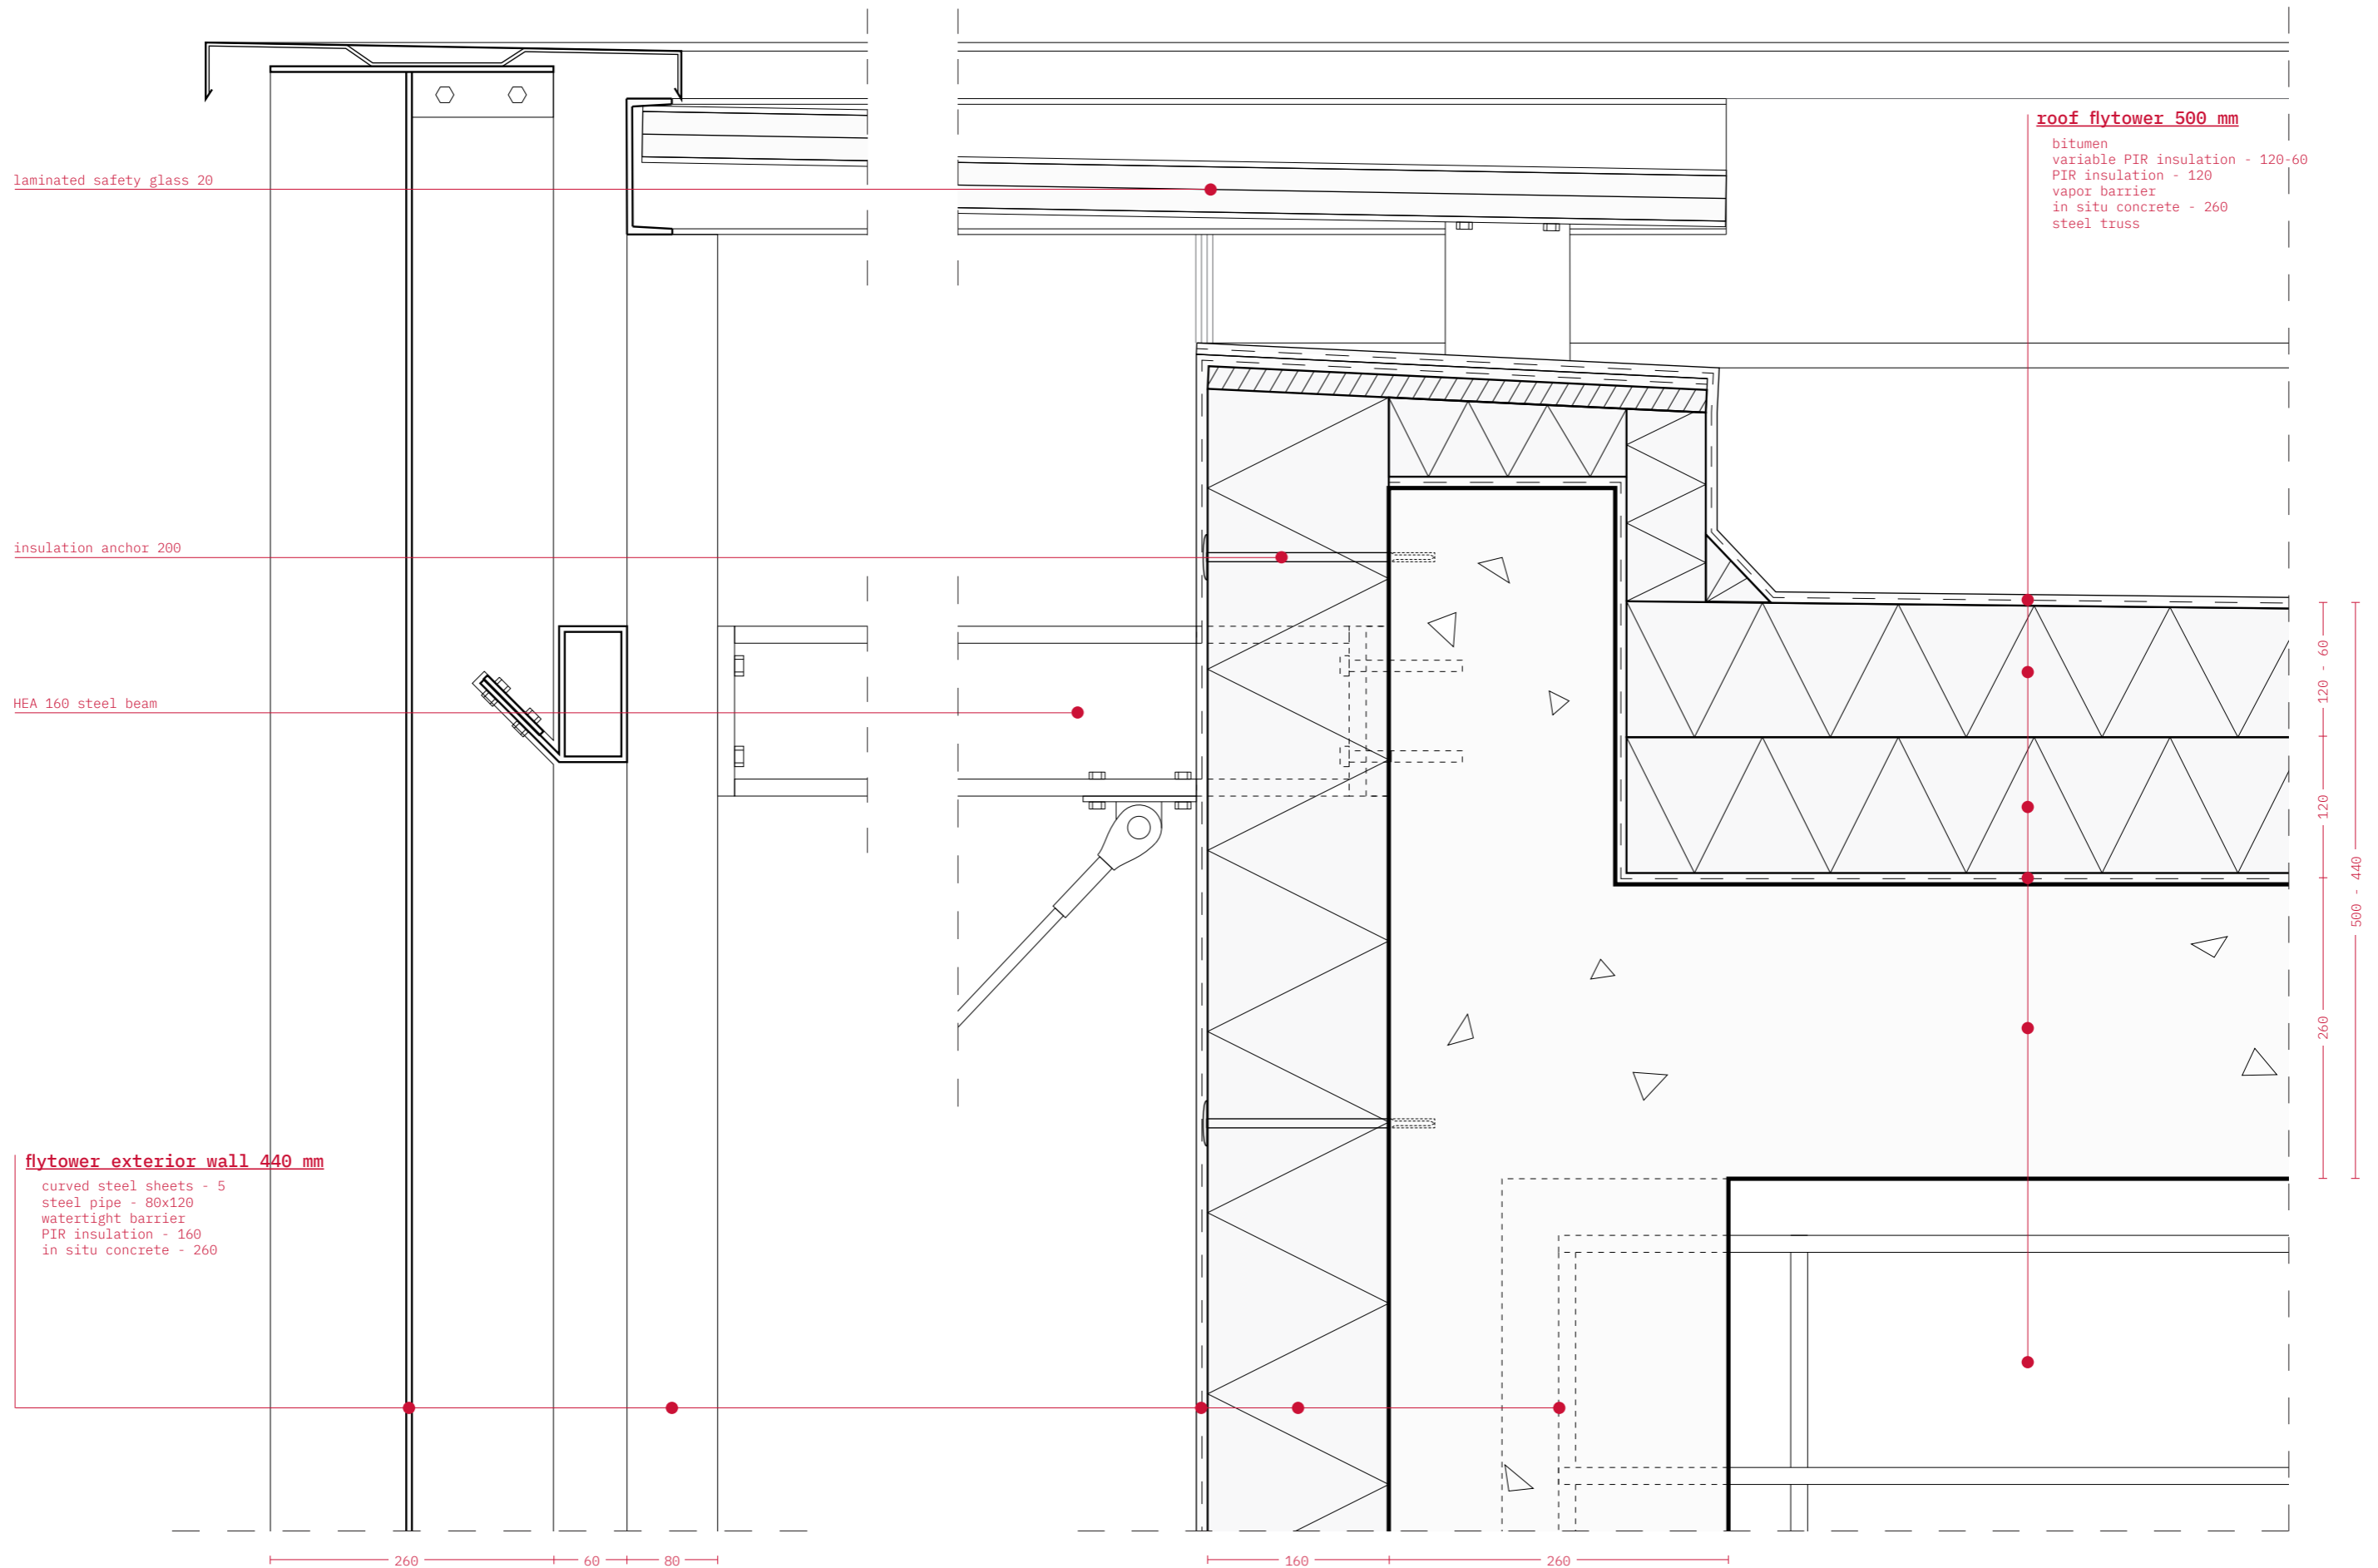 roof flytower 500 mm
bitumen
variable PIR insulation - 120-60
PIR insulation - 120
vapor barrier
in situ concrete - 260
steel truss
laminated safety glass 20
insulation anchor 200
HEA 160 steel beam
120 - 60
120
500 - 440
260
flytower exterior wall 440 mm
curved steel sheets - 5
steel pipe - 80x120
watertight barrier
PIR insulation - 160
in situ concrete - 260
260 60 80 160 260